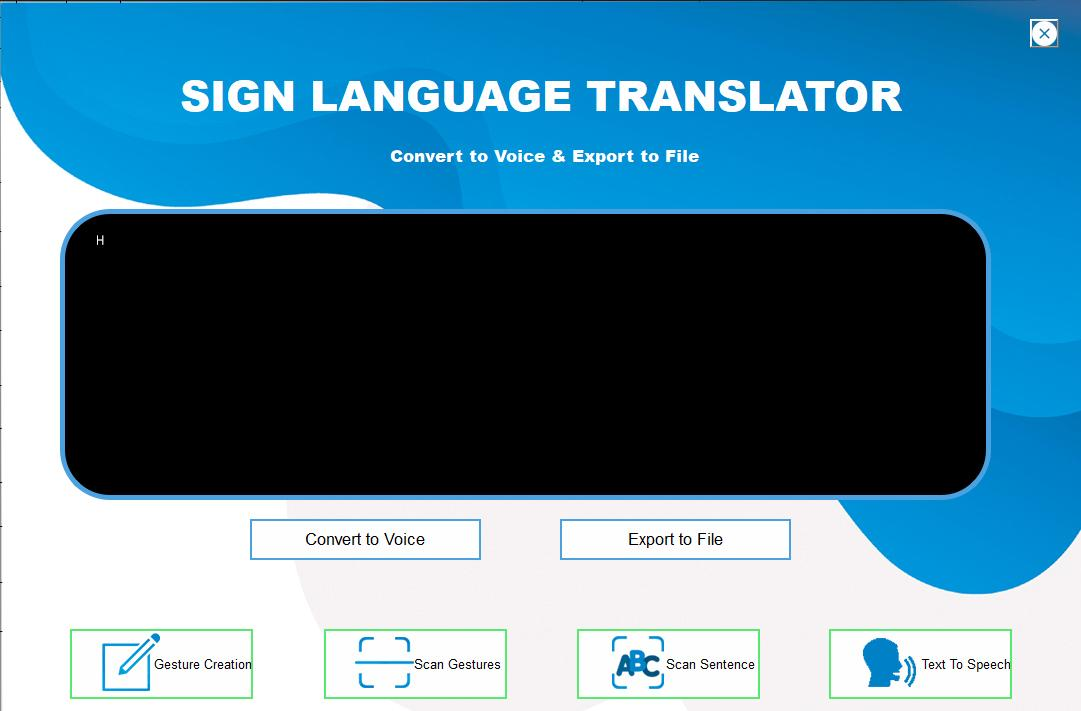 SIGN LANGUAGE TRANSLATOR
Convert to Voice & Export to File
H
Convert to Voice
Export to File
Gesture Creation
Scan Gestures
ABC
Scan Sentence
Text To Speech